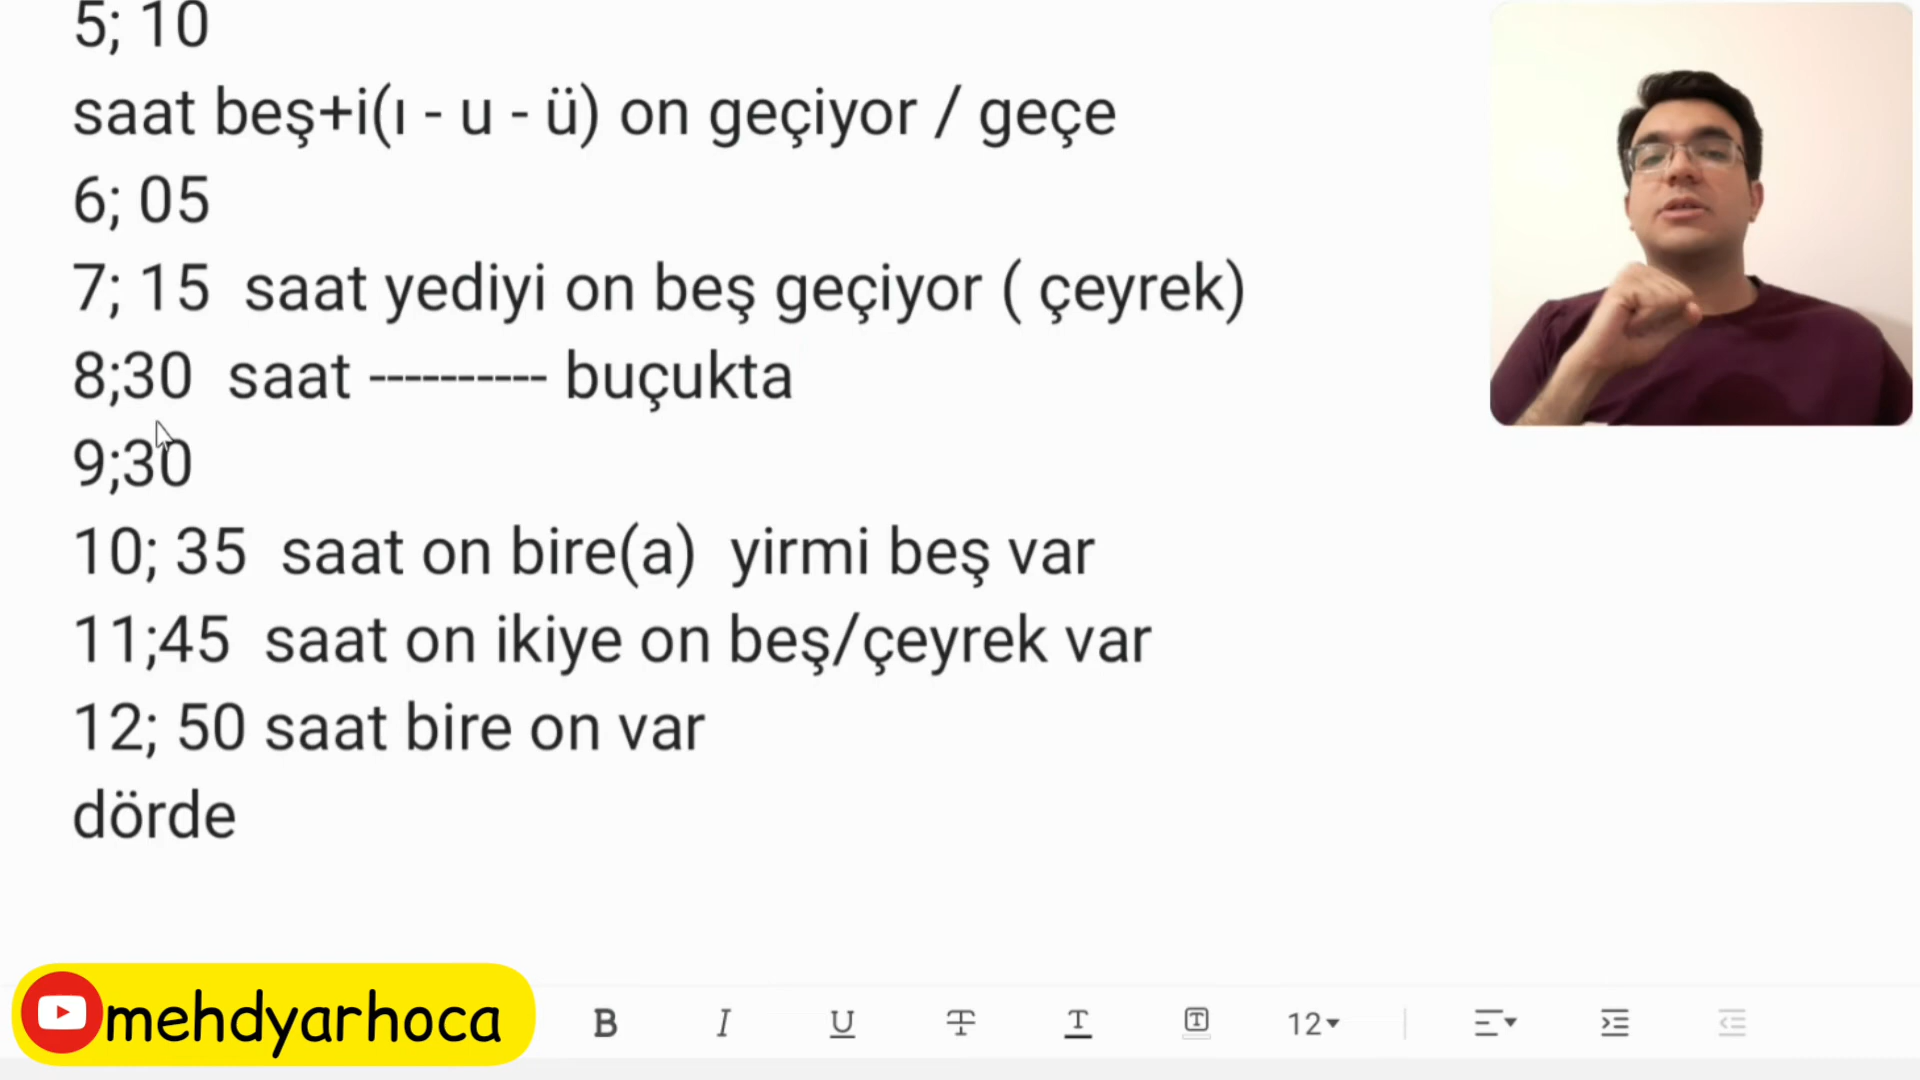 5; 10
saat beş+i(ı - u - ü) on geçiyor / geçe
6; 05
7; 15 saat yediyi on beş geçiyor ( çeyrek)
8;30 saat ---------- buçukta
9;30
10; 35 saat on bire(a) yirmi beş var
11;45 saat on ikiye on beş/çeyrek var
12; 50 saat bire on var
dörde
mehdyarhoca
B I U T T T 12